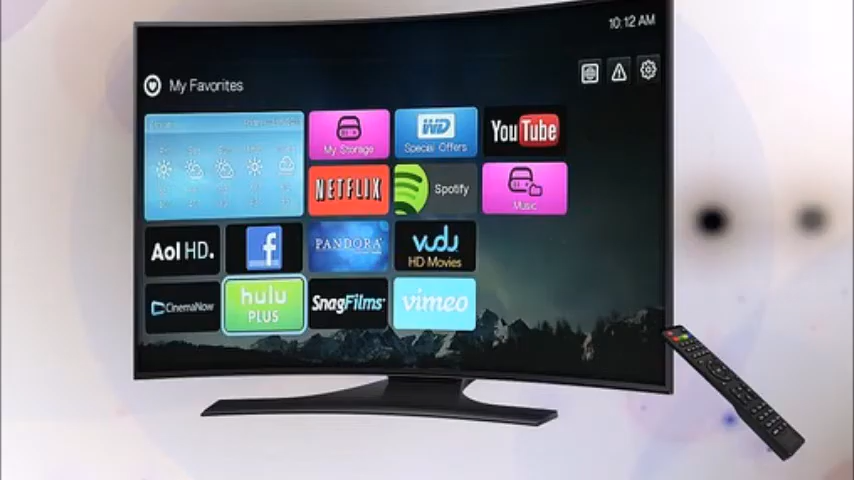 10:12 AM
My Favorites
My Storage
WD
Special Offers
YouTube
NETFLIX
Spotify
Music
Aol HD.
f
PANDORA
vudu
HD Movies
CinemaNow
hulu
PLUS
SnagFilms
vimeo